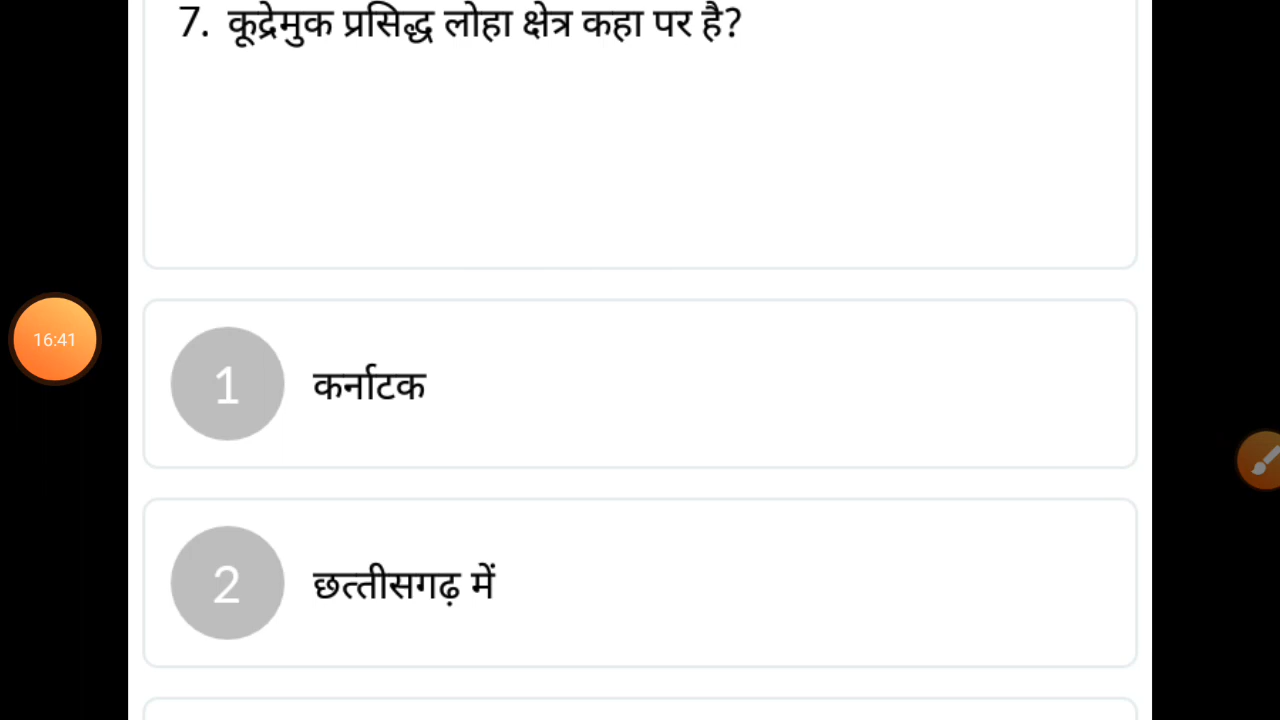 7. कूद्रेमुक प्रसिद्ध लोहा क्षेत्र कहा पर है?
1 कर्नाटक
16:41
2 छत्तीसगढ़ में